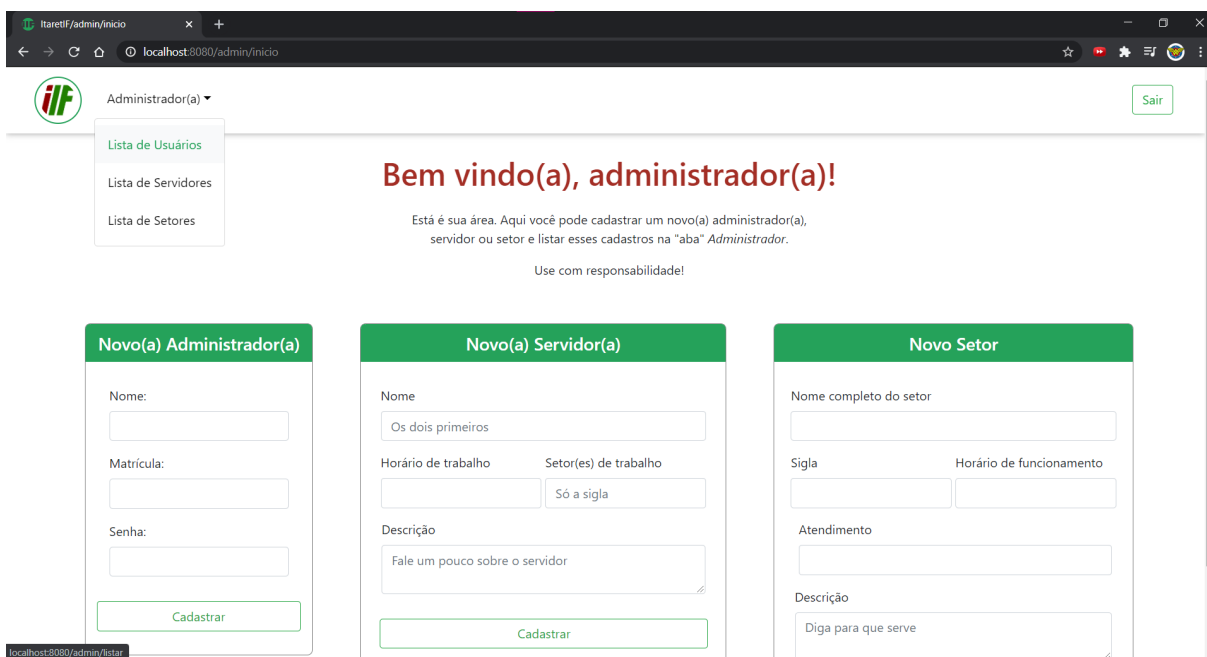 ItaretIF/admin/inicio
localhost:8080/admin/inicio
iIF
Administrador(a)
Sair
Lista de Usuários
Lista de Servidores
Lista de Setores
Bem vindo(a), administrador(a)!
Está é sua área. Aqui você pode cadastrar um novo(a) administrador(a),
servidor ou setor e listar esses cadastros na "aba" Administrador.
Use com responsabilidade!
Novo(a) Administrador(a)
Nome:
Matrícula:
Senha:
Cadastrar
Novo(a) Servidor(a)
Nome
Os dois primeiros
Horário de trabalho
Setor(es) de trabalho
Só a sigla
Descrição
Fale um pouco sobre o servidor
Cadastrar
Novo Setor
Nome completo do setor
Sigla
Horário de funcionamento
Atendimento
Descrição
Diga para que serve
localhost:8080/admin/listar